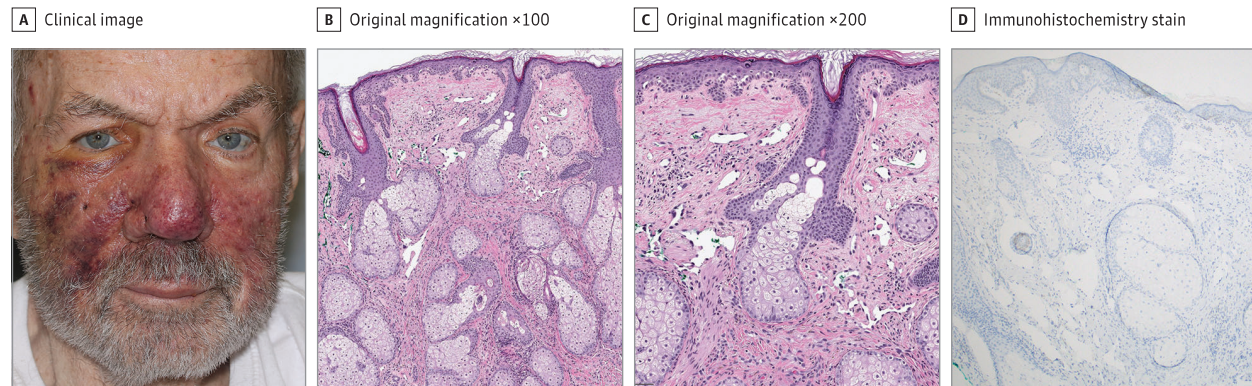 A Clinical image
B Original magnification ×100
C Original magnification ×200
D Immunohistochemistry stain